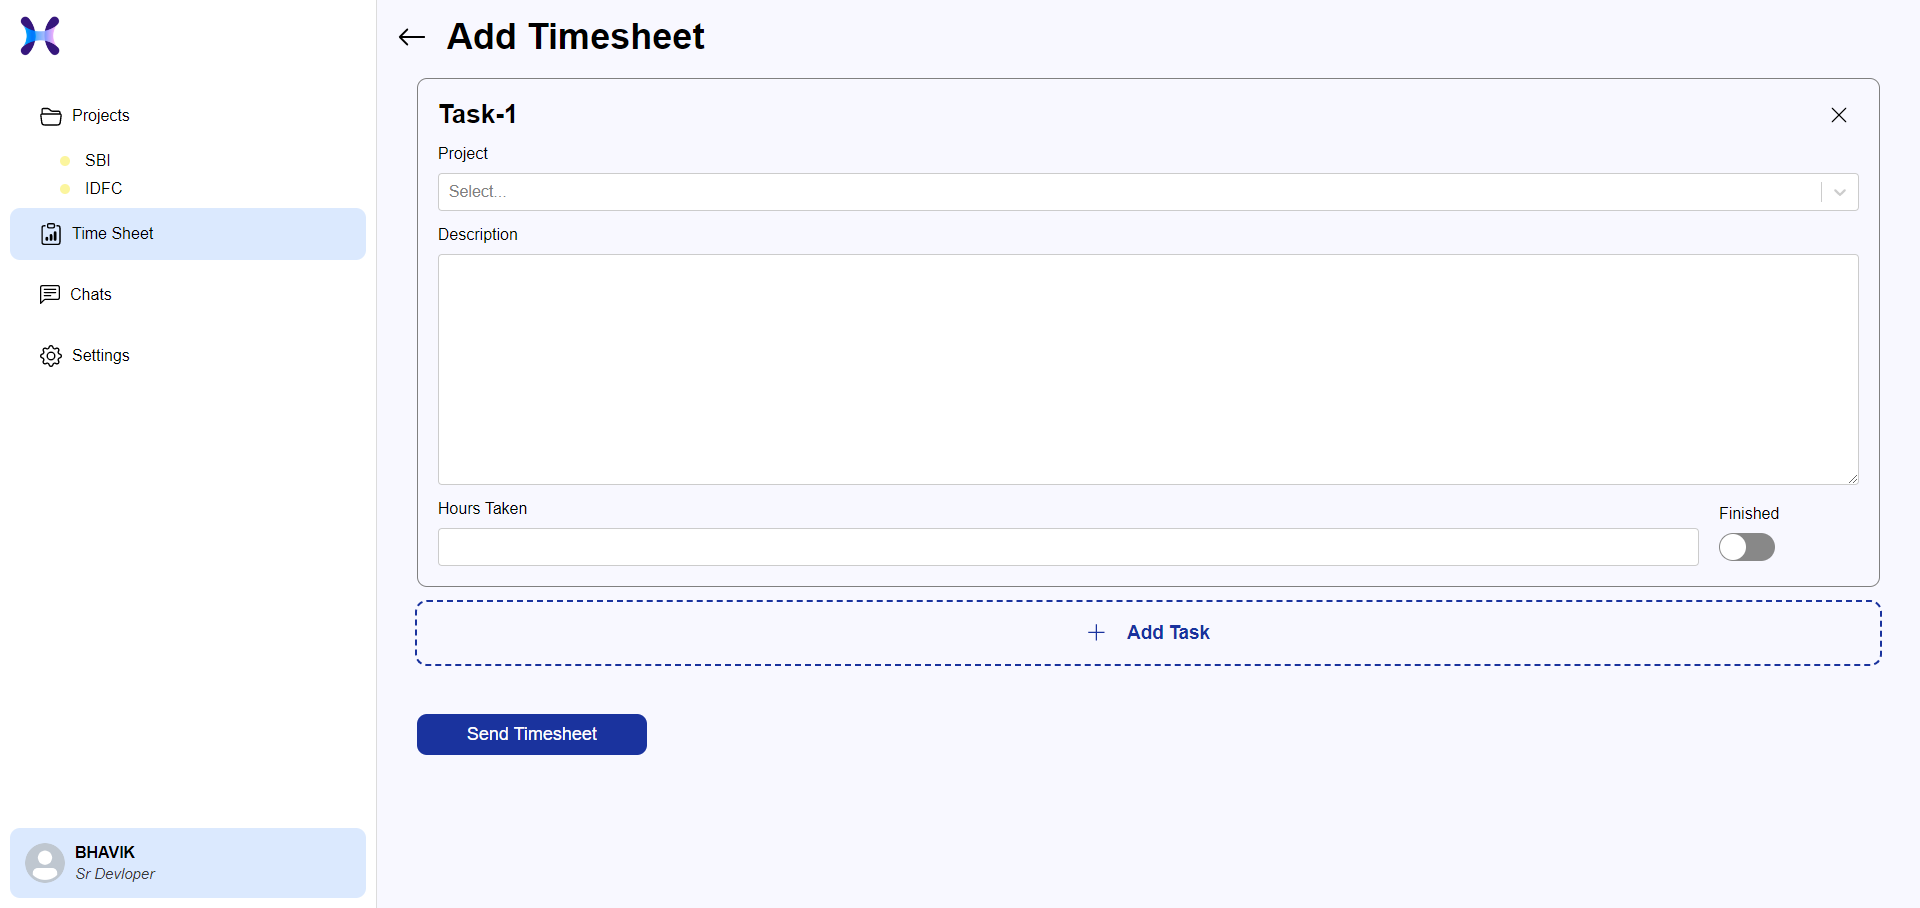 Add Timesheet
Projects
SBI
IDFC
Time Sheet
Chats
Settings
BHAVIK
Sr Devloper
Task-1
Project
Select...
Description
Hours Taken
Finished
Add Task
Send Timesheet